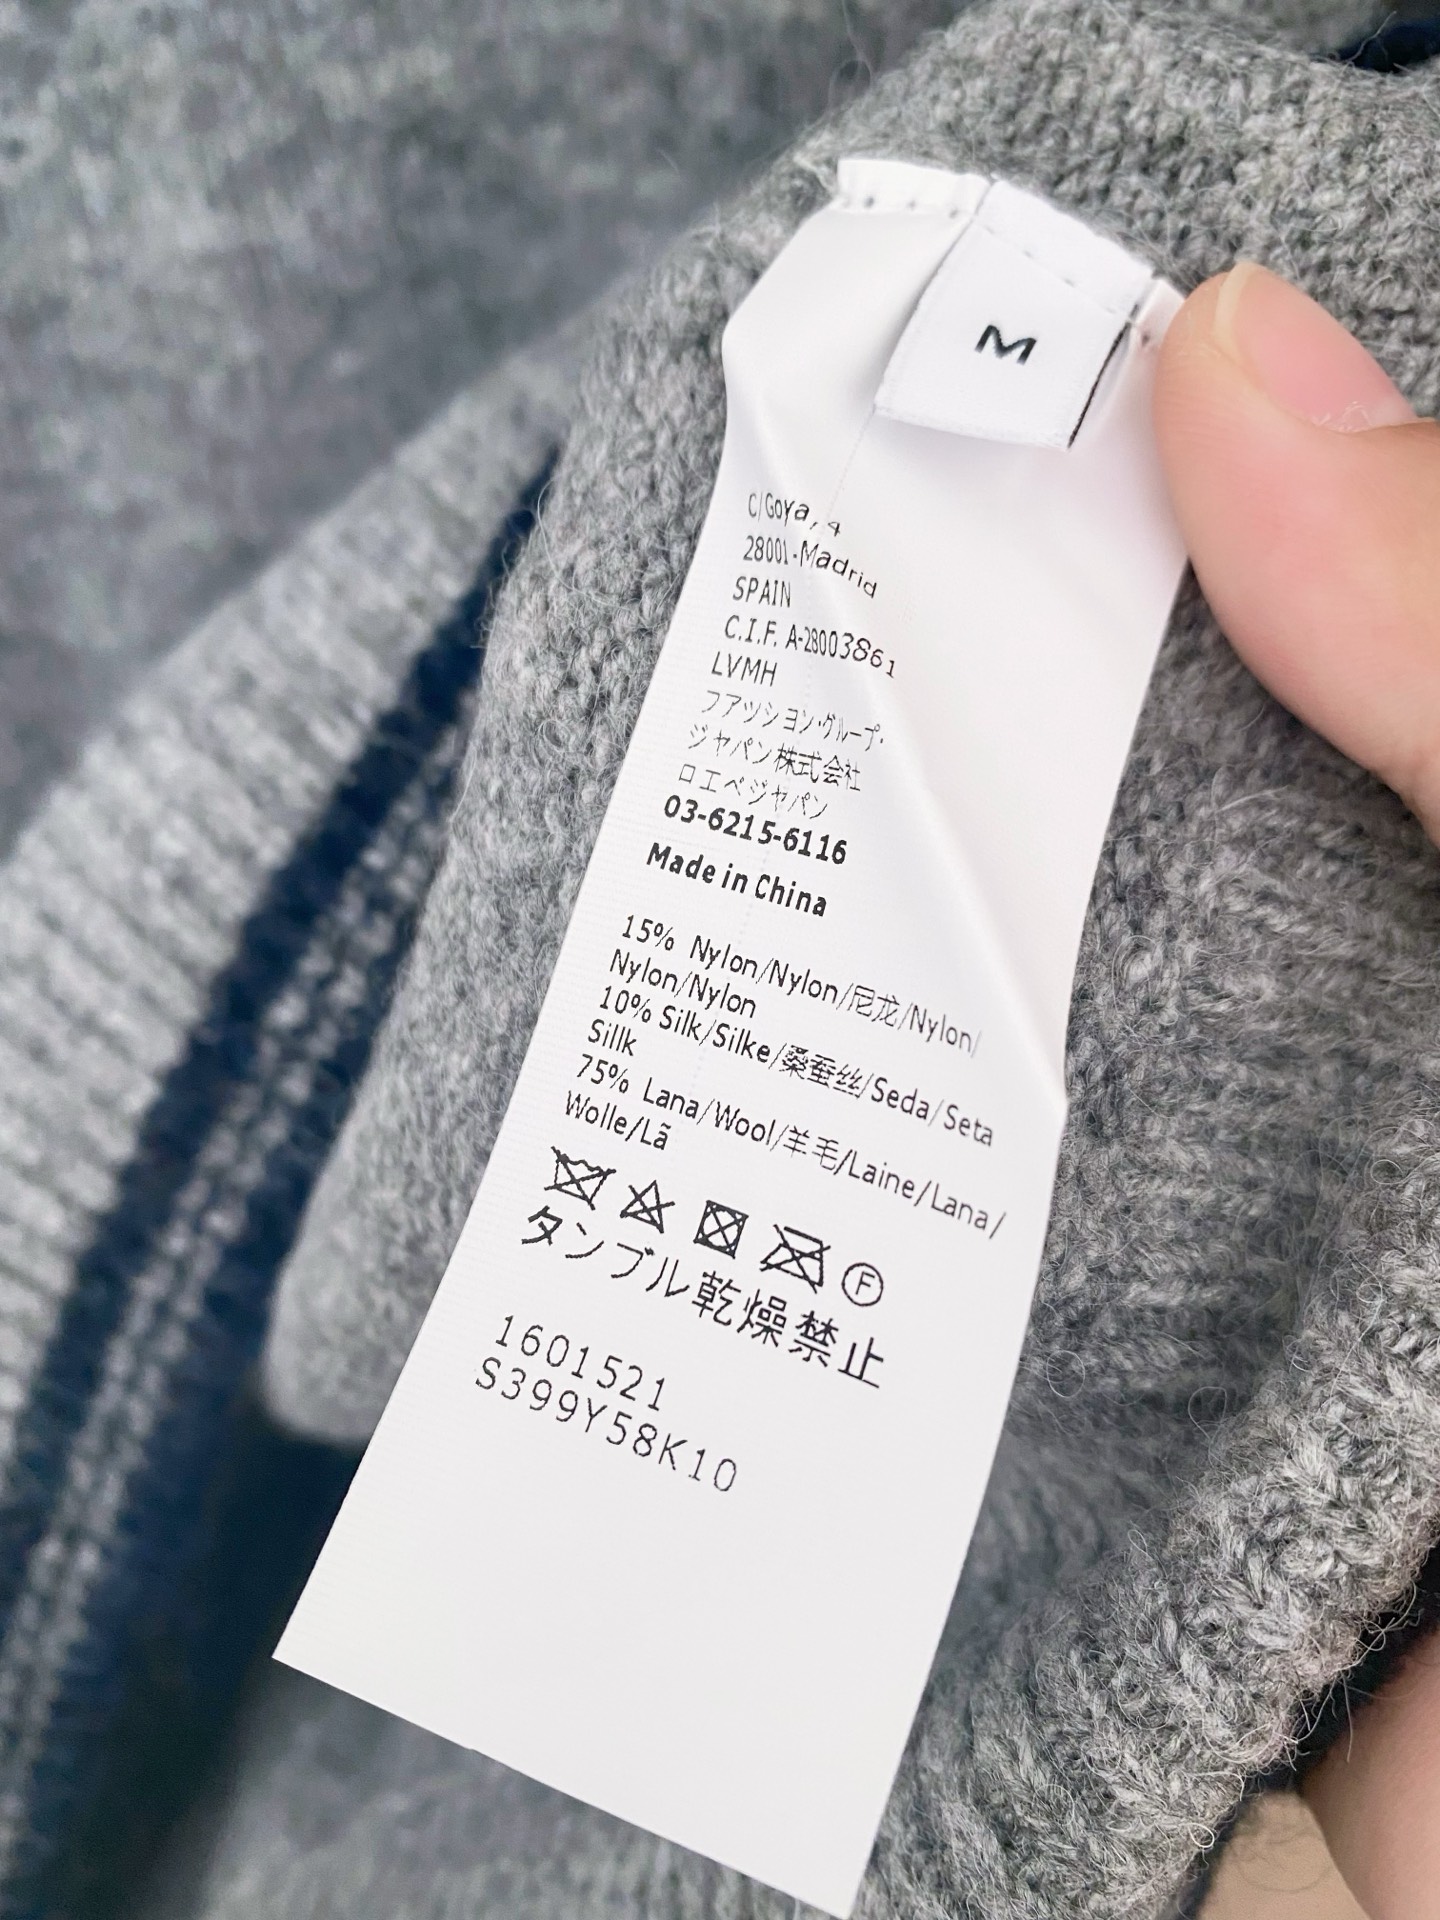 M
C/Goya, 4
28001-Madrid
SPAIN
C.I.F. A-28003861
LVMH
ファッション・グループ・
ジャパン株式会社
ロエベジャパン
03-6215-6116
Made in China
15% Nylon/Nylon/尼龙/Nylon/
Nylon/Nylon
10% Silk/Silke/桑蚕丝/Seda/Seta
Sillk
75% Lana/Wool/羊毛/Laine/Lana/
Wolle/Lã
F
タンブル乾燥禁止
1601521
S399Y58K10